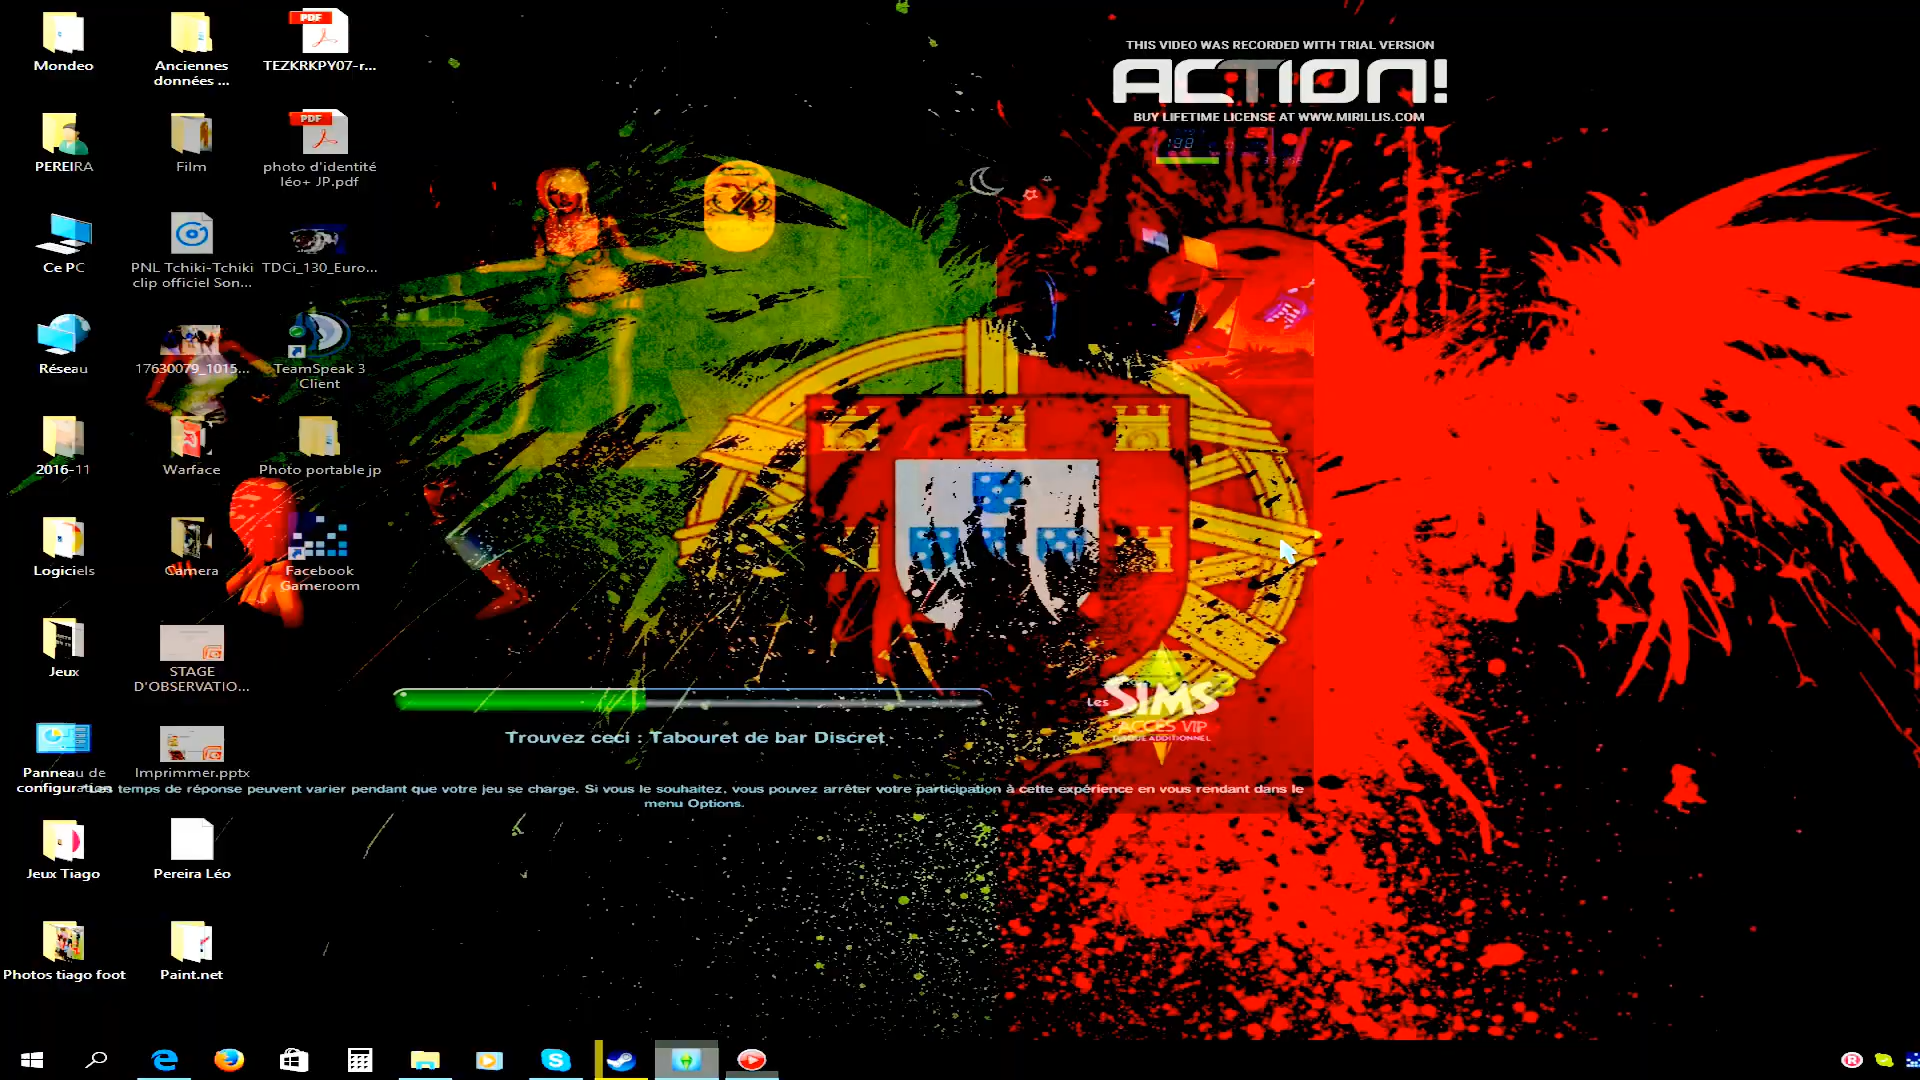 Mondeo
Anciennes
données ...
TEZKRKPY07-r...
THIS VIDEO WAS RECORDED WITH TRIAL VERSION
ACTION!
BUY LIFETIME LICENSE AT WWW.MIRILLIS.COM
PEREIRA
Film
photo d'identité
léo+ JP.pdf
Ce PC
PNL Tchiki-Tchiki
clip officiel Son...
TDCi_130_Euro...
Réseau
17630079_1015...
TeamSpeak 3
Client
2016-11
Warface
Photo portable jp
Logiciels
Camera
Facebook
Gameroom
Jeux
STAGE
D'OBSERVATIO...
Les
SIMS
ACCÈS VIP
DISQUE ADDITIONNEL
Trouvez ceci : Tabouret de bar Discret
Panneau de
configuration
Imprimmer.pptx
temps de réponse peuvent varier pendant que votre jeu se charge. Si vous le souhaitez, vous pouvez arrêter votre participation à cette expérience en vous rendant dans le
menu Options.
Jeux Tiago
Pereira Léo
Photos tiago foot
Paint.net